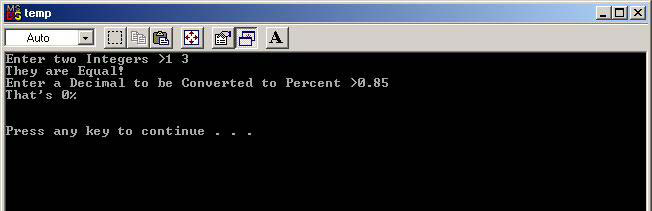 temp
Auto
A
Enter two Integers >1 3
They are Equal!
Enter a Decimal to be Converted to Percent >0.85
That's 0%
Press any key to continue . . .